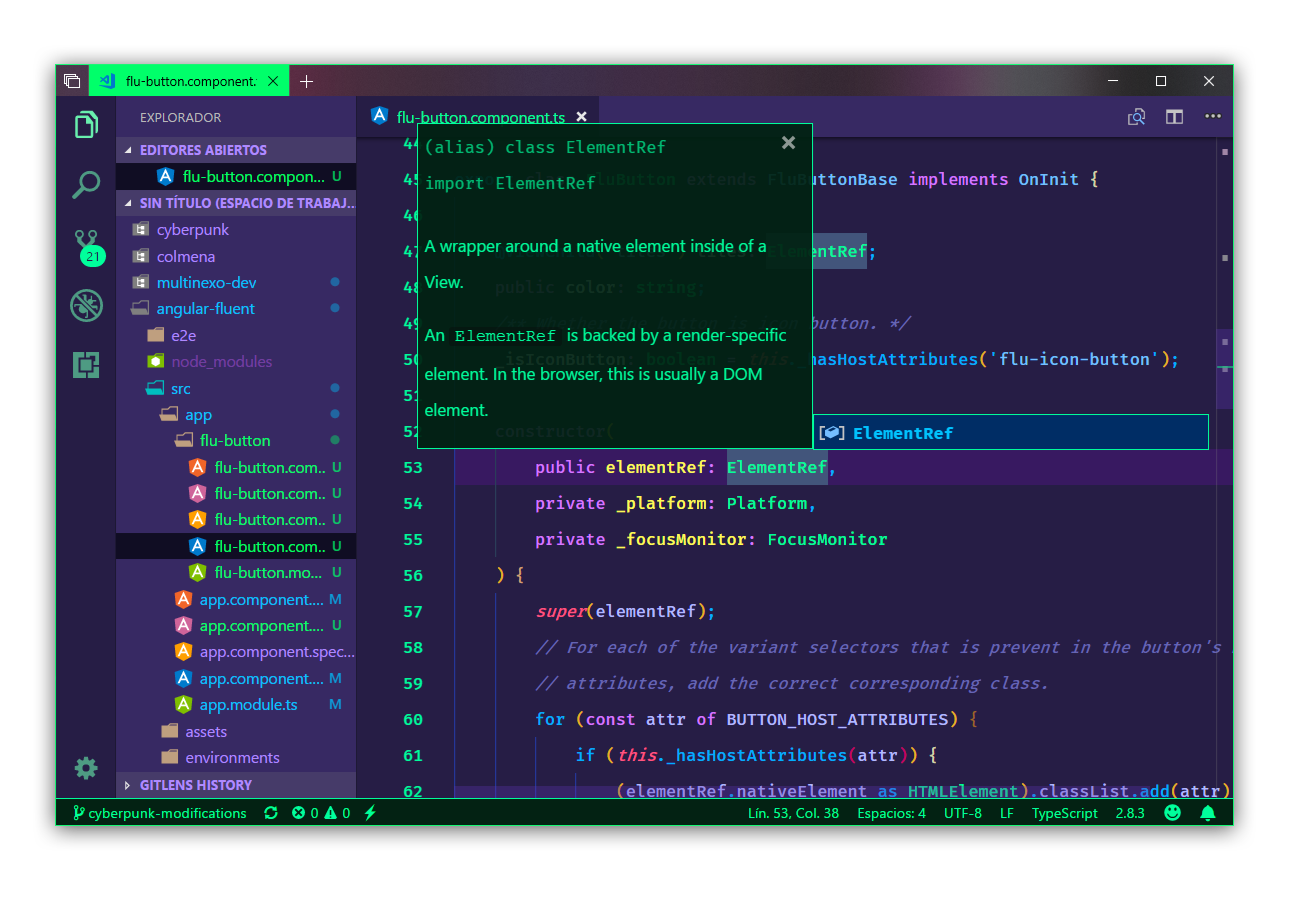 flu-button.component.
EXPLORADOR
EDITORES ABIERTOS
flu-button.compon... U
SIN TÍTULO (ESPACIO DE TRABAJ...
cyberpunk
colmena
multinexo-dev
angular-fluent
e2e
node_modules
src
app
flu-button
flu-button.com.. U
flu-button.com.. U
flu-button.com.. U
flu-button.com.. U
flu-button.mo... U
app.component.... M
app.component.... U
app.component.spec...
app.component.... M
app.module.ts M
assets
environments
GITLENS HISTORY
21
flu-button.component.ts
(alias) class ElementRef
import ElementRef
A wrapper around a native element inside of a
View.
An ElementRef is backed by a render-specific
element. In the browser, this is usually a DOM
element.
ElementRef
44
45 FluButton extends FluButtonBase implements OnInit {
46
47 ElementRef;
48 public color: string;
49 button. */
50 isIconButton: boolean = this._hasHostAttributes('flu-icon-button');
51
52 constructor(
53 public elementRef: ElementRef,
54 private _platform: Platform,
55 private _focusMonitor: FocusMonitor
56 ) {
57 super(elementRef);
58 // For each of the variant selectors that is prevent in the button's
59 // attributes, add the correct corresponding class.
60 for (const attr of BUTTON_HOST_ATTRIBUTES) {
61 if (this._hasHostAttributes(attr)) {
62 (elementRef.nativeElement as HTMLElement).classList.add(attr)
cyberpunk-modifications 0 0 Lín. 53, Col. 38 Espacios: 4 UTF-8 LF TypeScript 2.8.3